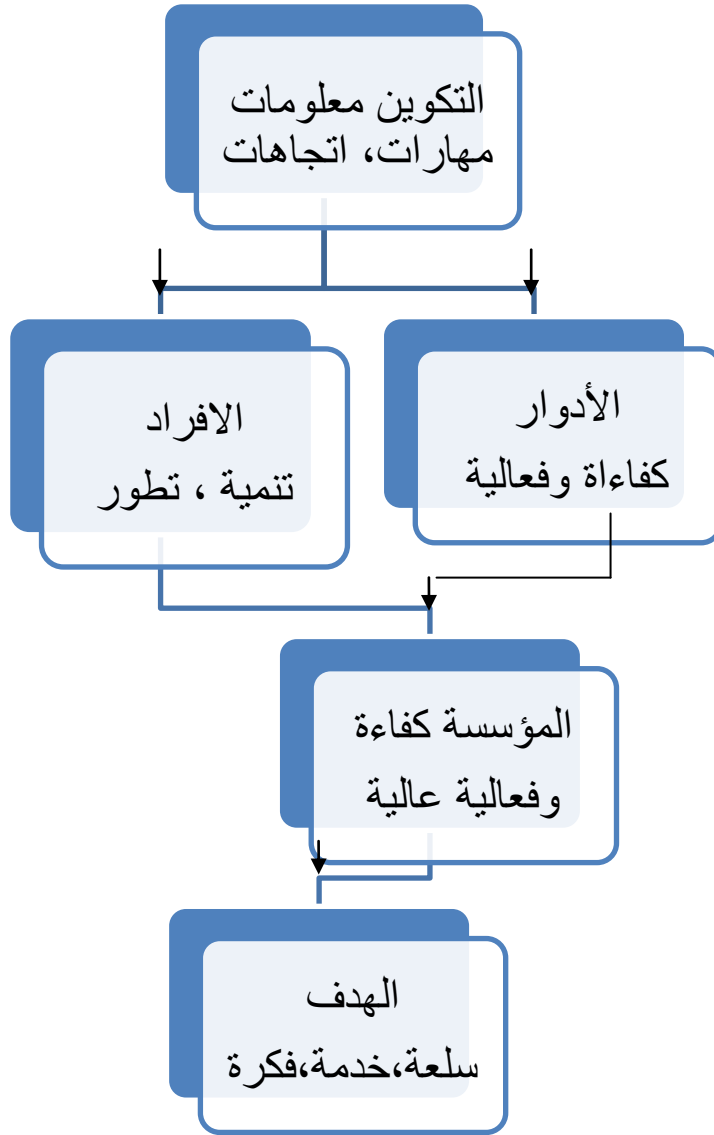 التكوين معلومات
مهارات، اتجاهات
الأدوار
كفاءاة وفعالية
الافراد
تنمية ، تطور
المؤسسة كفاءة
وفعالية عالية
الهدف
سلعة،خدمة،فكرة